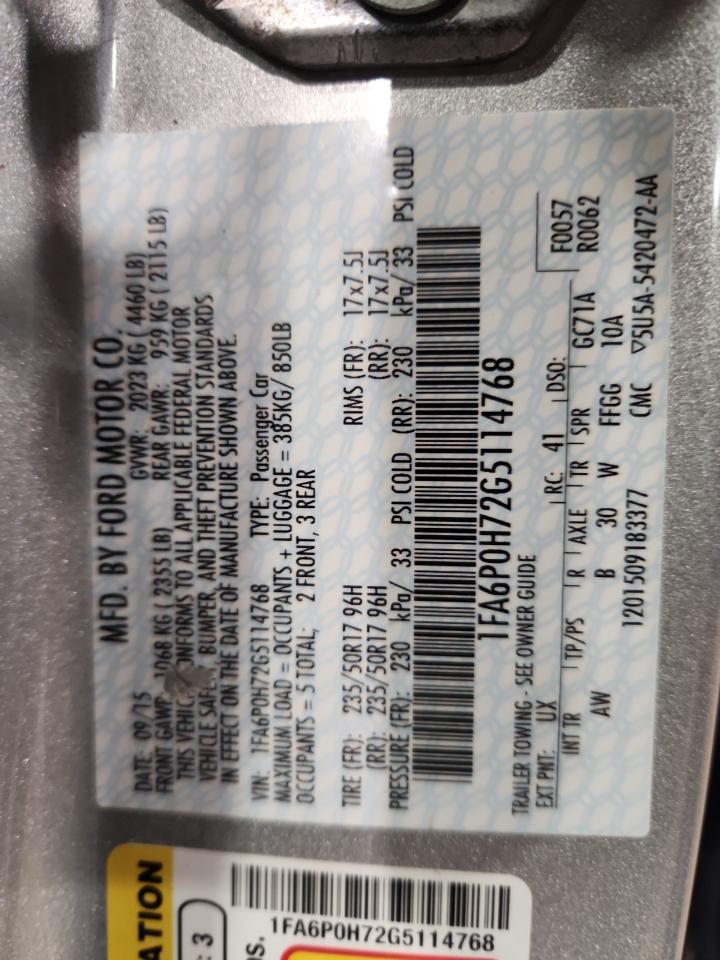 MFD. BY FORD MOTOR CO.
DATE: 09/15 GVWR: 2023 KG ( 4460 LB)
FRONT GAWR: 1068 KG ( 2355 LB) REAR GAWR: 959 KG ( 2115 LB)
THIS VEHICLE CONFORMS TO ALL APPLICABLE FEDERAL MOTOR
VEHICLE SAFETY, BUMPER, AND THEFT PREVENTION STANDARDS
IN EFFECT ON THE DATE OF MANUFACTURE SHOWN ABOVE.
VIN: 1FA6P0H72G5114768 TYPE: Passenger Car
MAXIMUM LOAD = OCCUPANTS + LUGGAGE = 385KG/ 850LB
OCCUPANTS = 5 TOTAL; 2 FRONT, 3 REAR
TIRE (FR): 235/50R17 96H RIMS (FR): 17x7.5J
(RR): 235/50R17 96H (RR): 17x7.5J
PRESSURE (FR): 230 kPa/ 33 PSI COLD (RR): 230 kPa/ 33 PSI COLD
1FA6P0H72G5114768
F0057
R0062
TRAILER TOWING - SEE OWNER GUIDE
EXT PNT: UX RC: 41 DSO:
INT TR TP/PS R AXLE TR SPR GC71A
AW B 30 W FFGG 10A
1201509183377 CMC ▽5U5A-5420472-AA
ATION
: 3
os.
1FA6P0H72G5114768